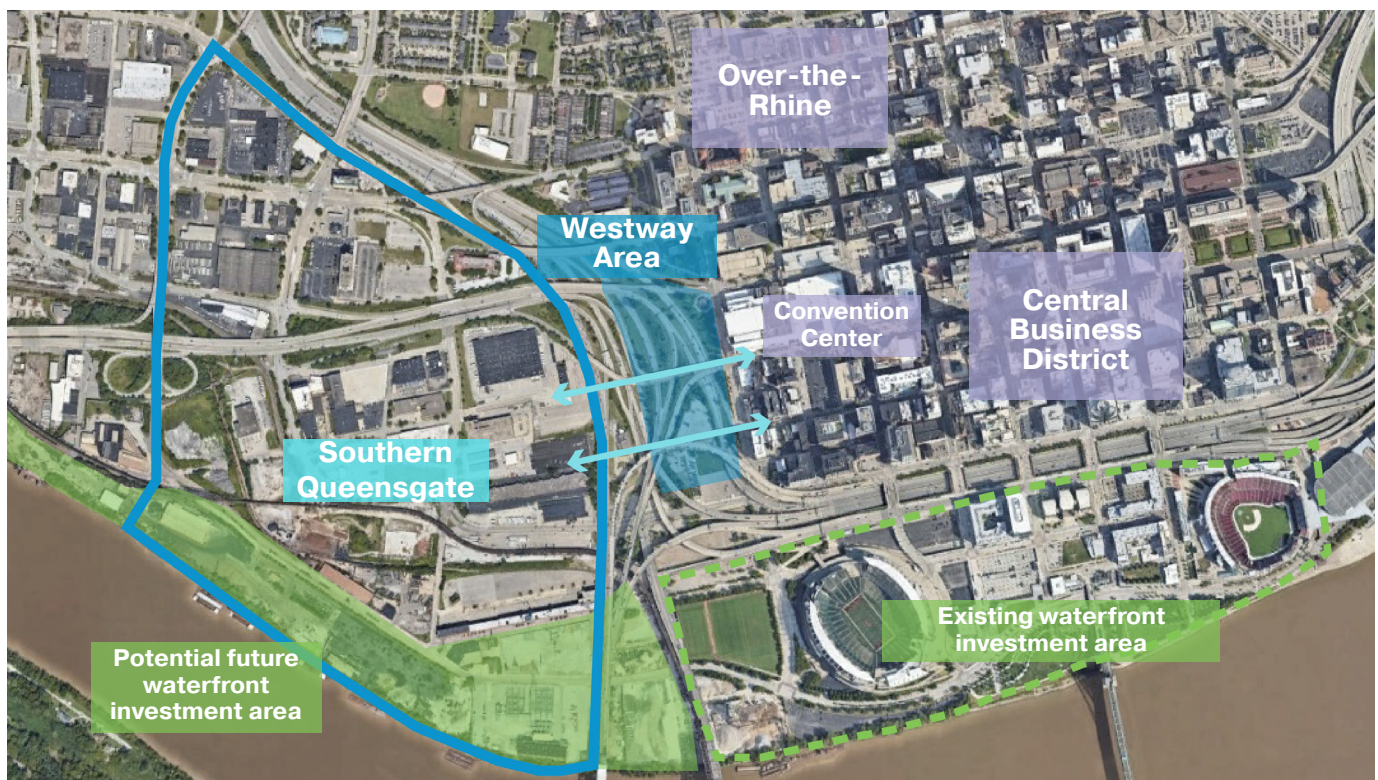 Over-the-
Rhine
Westway
Area
Convention
Center
Central
Business
District
Southern
Queensgate
Existing waterfront
investment area
Potential future
waterfront
investment area